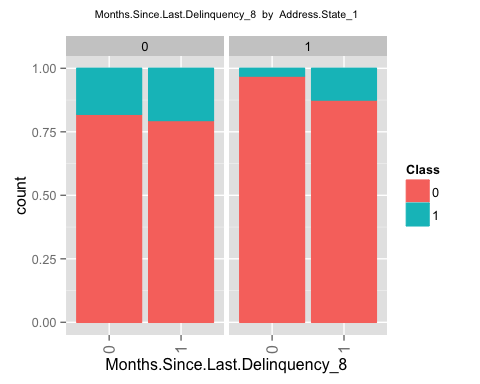 Months.Since.Last.Delinquency_8 by Address.State_1
0 1
1.00
0.75
0.50
0.25
0.00
count
0 1 0 1
Months.Since.Last.Delinquency_8
Class
0
1